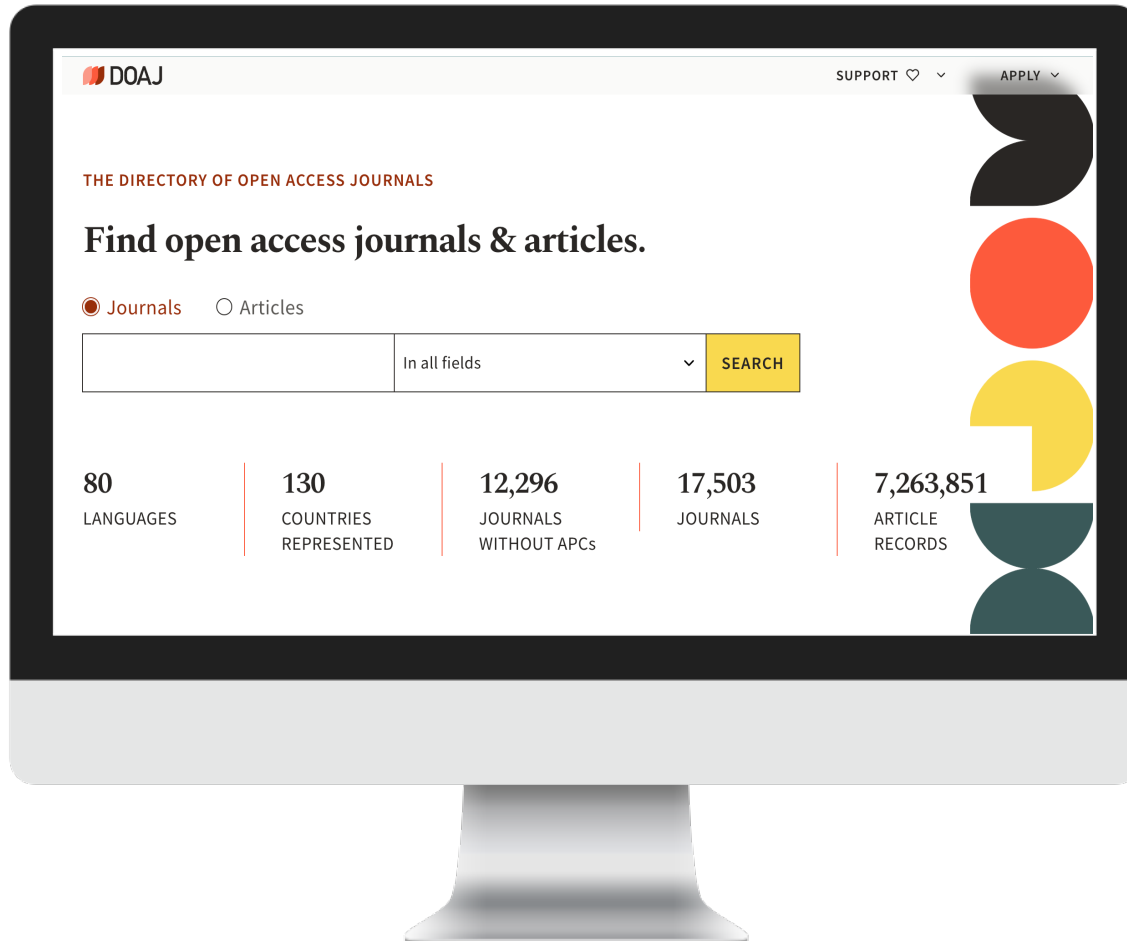 DOAJ
SUPPORT
APPLY
THE DIRECTORY OF OPEN ACCESS JOURNALS
Find open access journals & articles.
Journals Articles
In all fields
SEARCH
80
LANGUAGES
130
COUNTRIES
REPRESENTED
12,296
JOURNALS
WITHOUT APCs
17,503
JOURNALS
7,263,851
ARTICLE
RECORDS